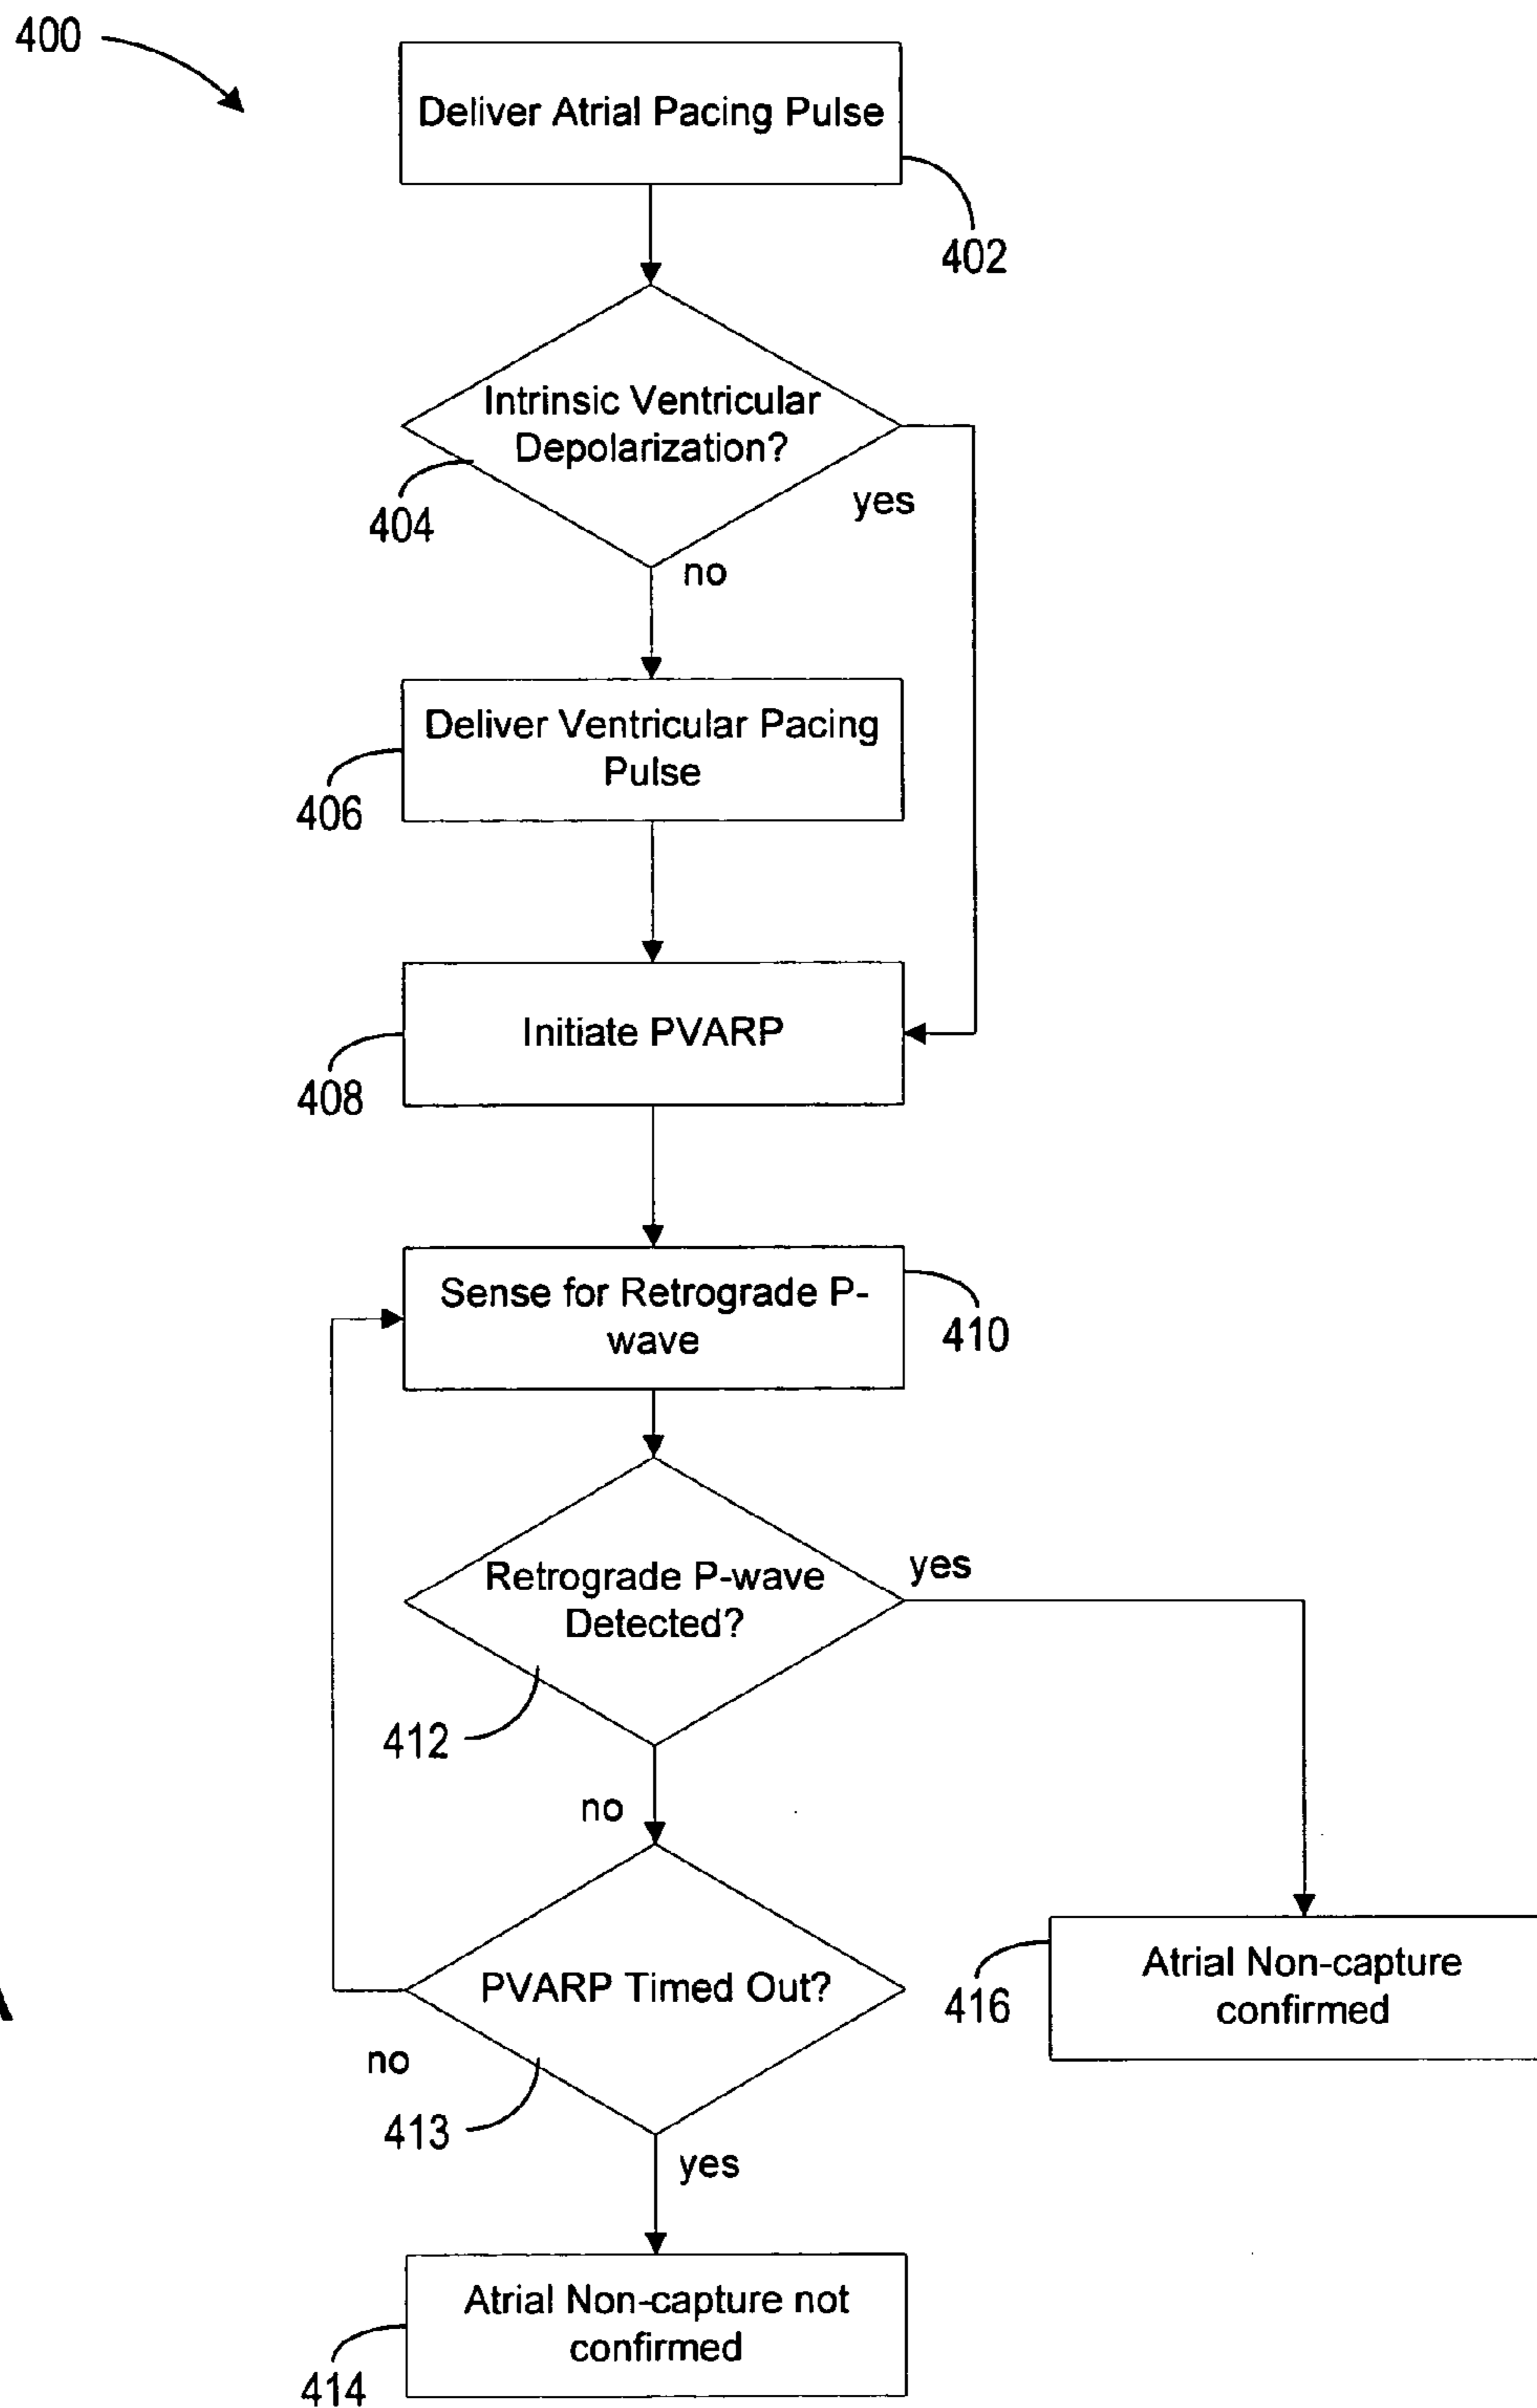 400
Deliver Atrial Pacing Pulse
402
Intrinsic Ventricular
Depolarization?
404
yes
no
Deliver Ventricular Pacing
Pulse
406
Initiate PVARP
408
Sense for Retrograde P-
wave
410
Retrograde P-wave
Detected?
yes
412
no
PVARP Timed Out?
no
413
yes
Atrial Non-capture
confirmed
416
Atrial Non-capture not
confirmed
414